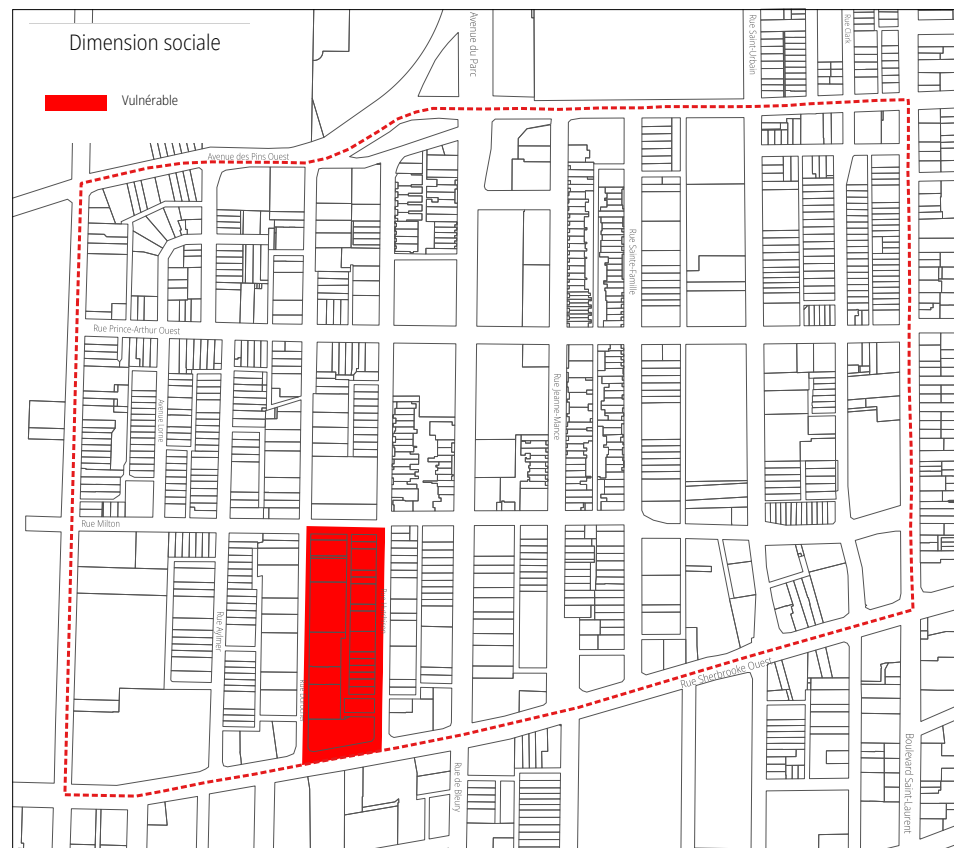 Dimension sociale
Vulnérable
Avenue du Parc
Rue Saint-Urbain
Rue Clark
Avenue des Pins Ouest
Rue Sainte-Famille
Rue Prince-Arthur Ouest
Rue Jeanne-Mance
Avenue Lorne
Rue Milton
Rue Aylmer
Rue Sherbrooke Ouest
Rue de Bleury
Boulevard Saint-Laurent